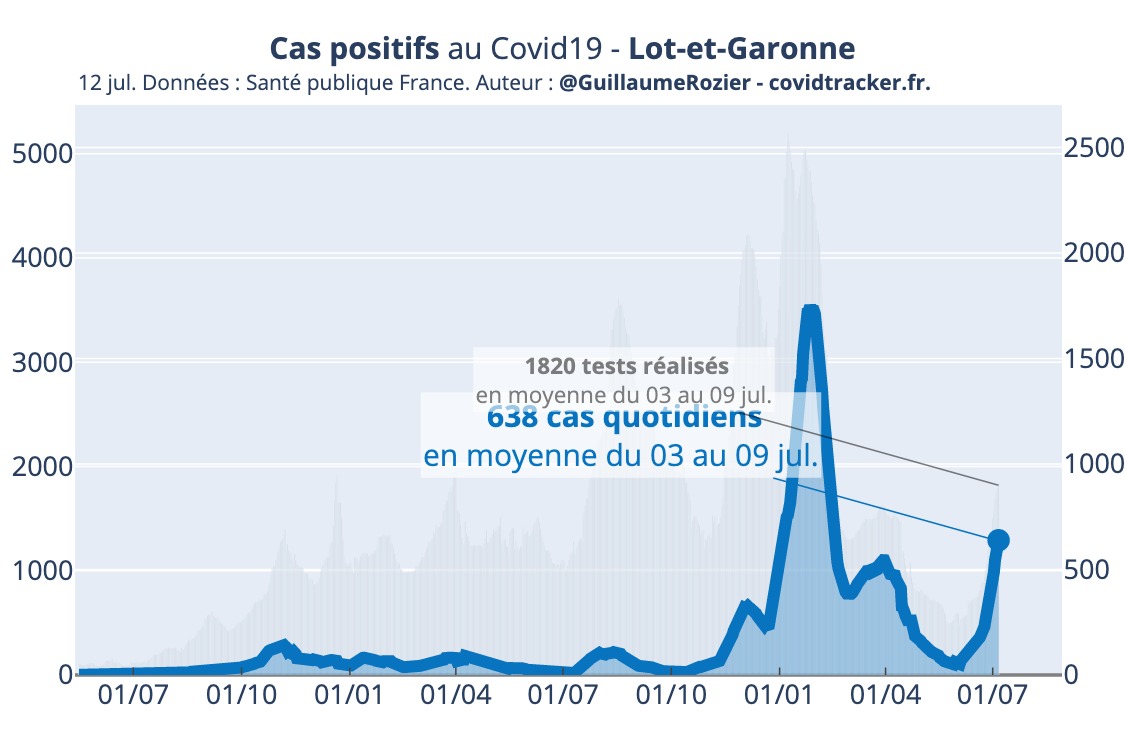 Cas positifs au Covid19 - Lot-et-Garonne
12 jul. Données : Santé publique France. Auteur : @GuillaumeRozier - covidtracker.fr.
5000
4000
3000
2000
1000
0
2500
2000
1500
1000
500
0
1820 tests réalisés
en moyenne du 03 au 09 jul.
638 cas quotidiens
en moyenne du 03 au 09 jul.
01/07 01/10 01/01 01/04 01/07 01/10 01/01 01/04 01/07